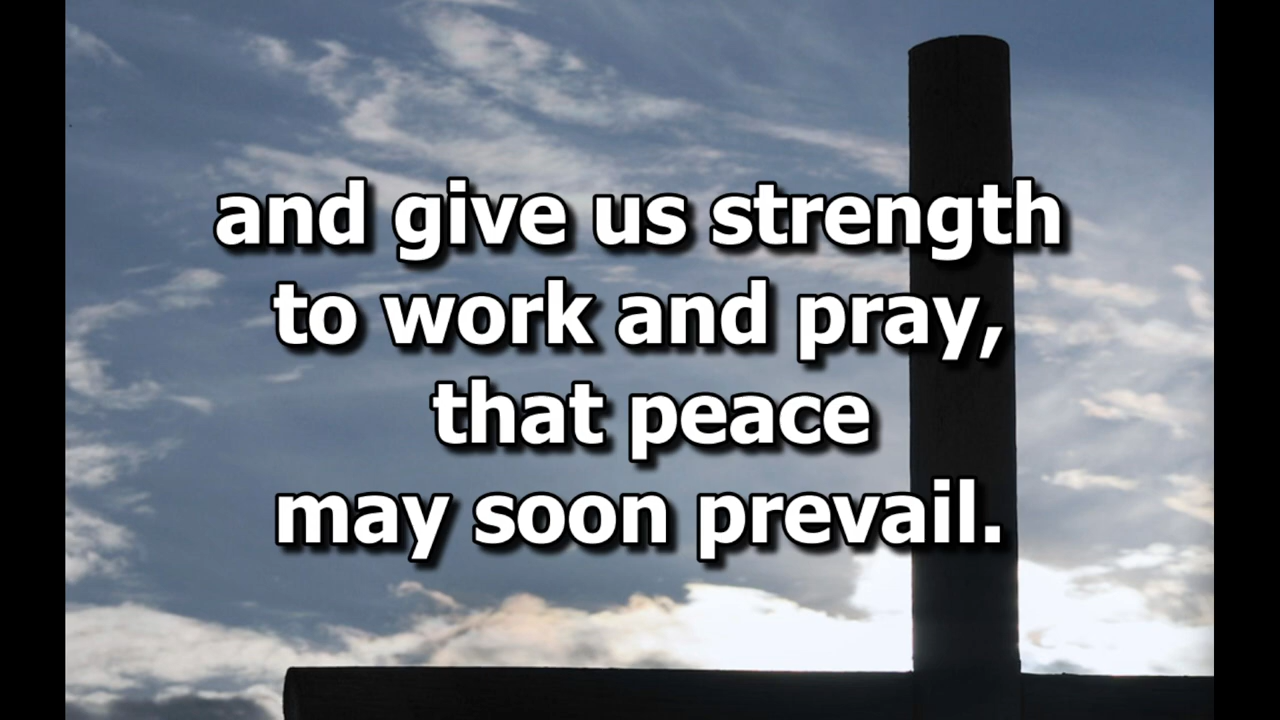 and give us strength
to work and pray,
that peace
may soon prevail.